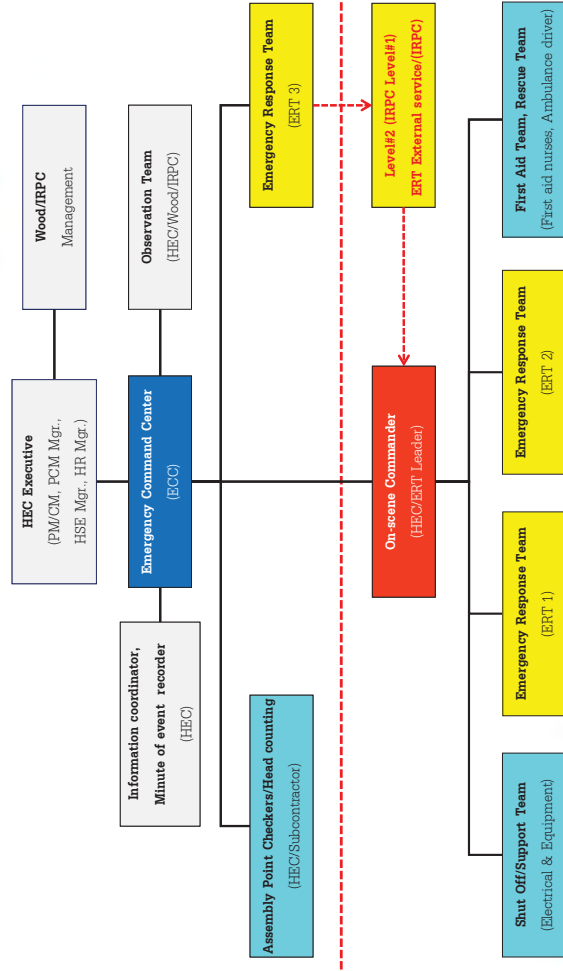 HEC Executive
(PM/CM, PCM Mgr.,
HSE Mgr., HR Mgr.)
Wood/IRPC
Management
Information coordinator,
Minute of event recorder
(HEC)
Emergency Command Center
(ECC)
Observation Team
(HEC/Wood/IRPC)
Assembly Point Checkers/Head counting
(HEC/Subcontractor)
Emergency Response Team
(ERT 3)
On-scene Commander
(HEC/ERT Leader)
Level#2 (IRPC Level#1)
ERT External service/(IRPC)
Shut Off/Support Team
(Electrical & Equipment)
Emergency Response Team
(ERT 1)
Emergency Response Team
(ERT 2)
First Aid Team, Rescue Team
(First aid nurses, Ambulance driver)